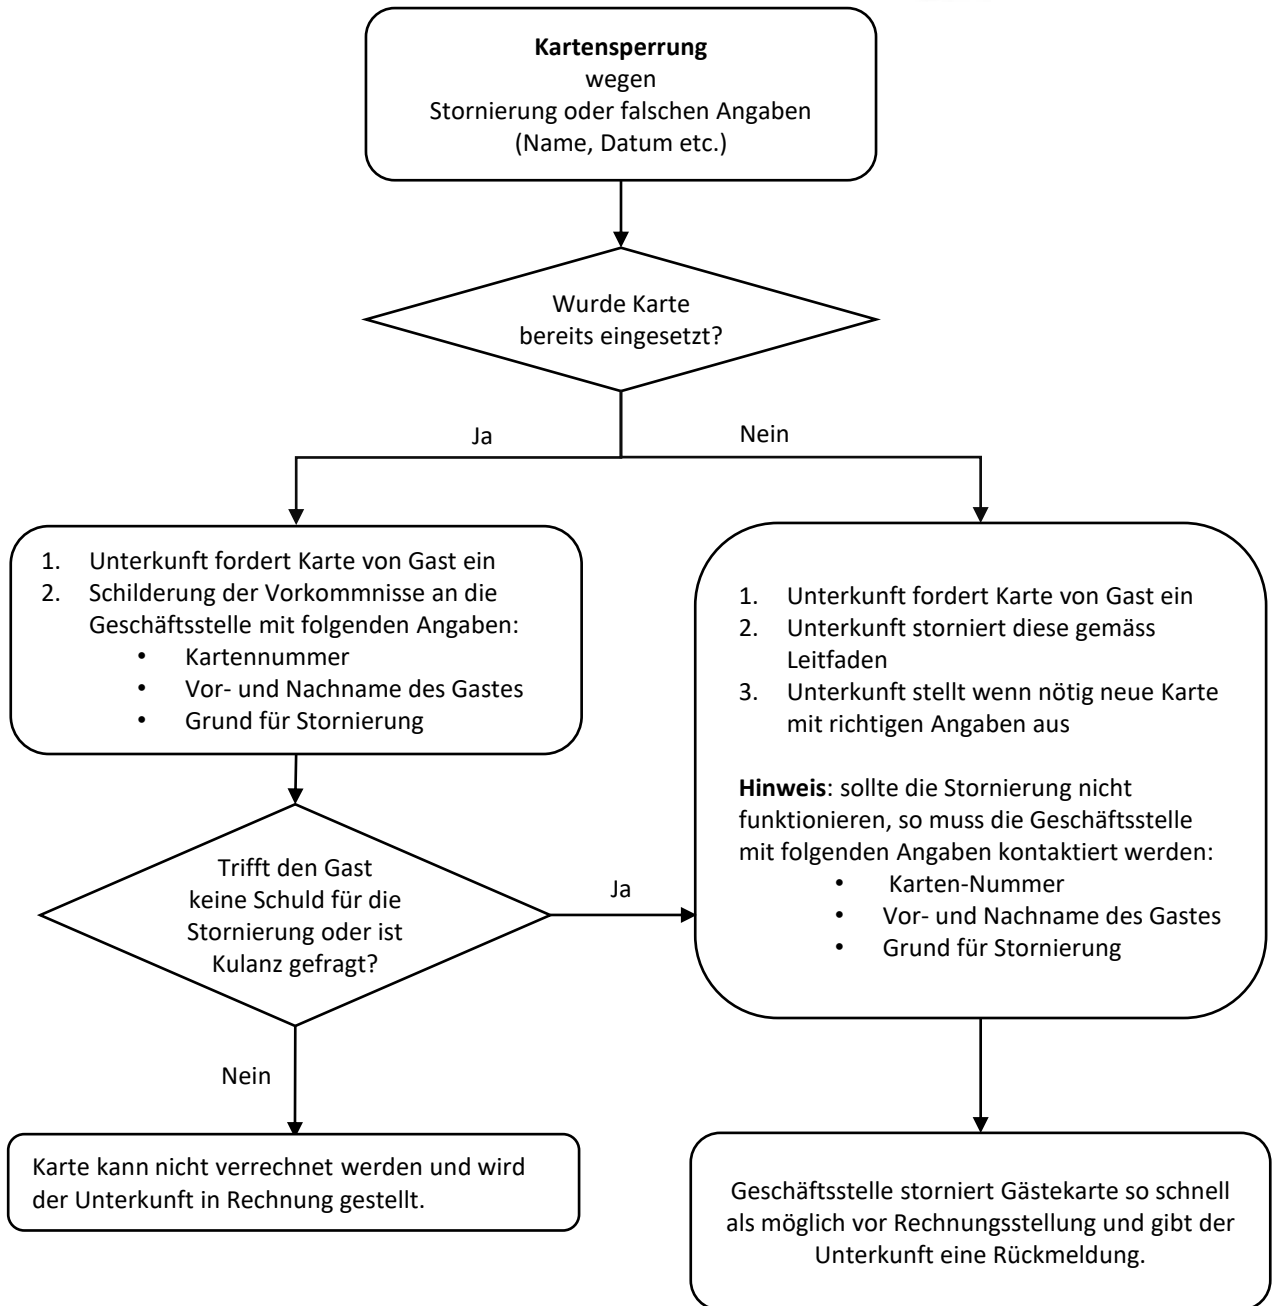 Kartensperrung
wegen
Stornierung oder falschen Angaben
(Name, Datum etc.)
Wurde Karte
bereits eingesetzt?
Ja
Nein
1. Unterkunft fordert Karte von Gast ein
2. Schilderung der Vorkommnisse an die
Geschäftsstelle mit folgenden Angaben:
• Kartennummer
• Vor- und Nachname des Gastes
• Grund für Stornierung
1. Unterkunft fordert Karte von Gast ein
2. Unterkunft storniert diese gemäss
Leitfaden
3. Unterkunft stellt wenn nötig neue Karte
mit richtigen Angaben aus
Hinweis: sollte die Stornierung nicht
funktionieren, so muss die Geschäftsstelle
mit folgenden Angaben kontaktiert werden:
• Karten-Nummer
• Vor- und Nachname des Gastes
• Grund für Stornierung
Trifft den Gast
keine Schuld für die
Stornierung oder ist
Kulanz gefragt?
Ja
Nein
Karte kann nicht verrechnet werden und wird
der Unterkunft in Rechnung gestellt.
Geschäftsstelle storniert Gästekarte so schnell
als möglich vor Rechnungsstellung und gibt der
Unterkunft eine Rückmeldung.